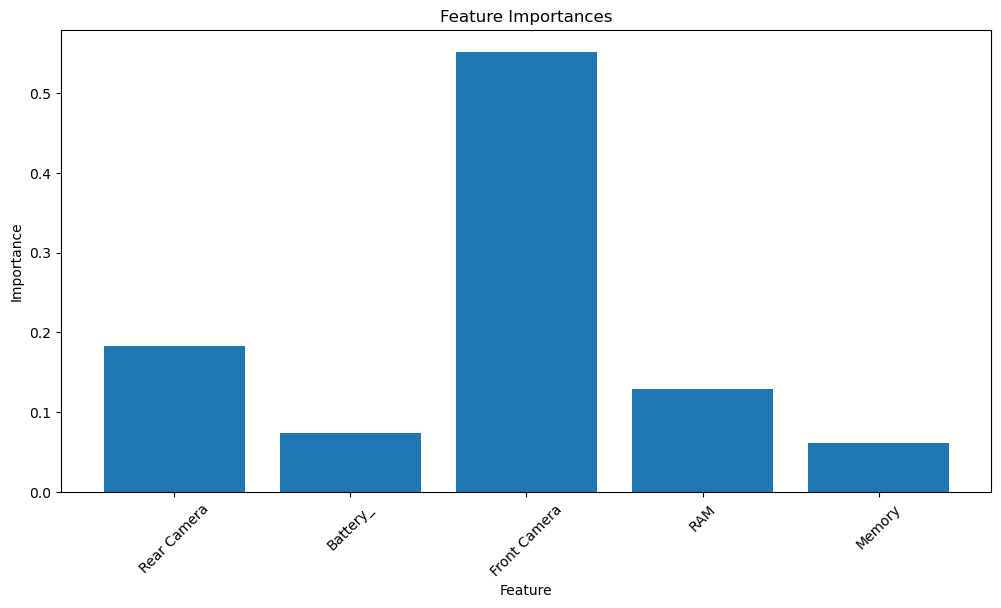 Feature Importances
Importance
0.5
0.4
0.3
0.2
0.1
0.0
Rear Camera
Battery_
Front Camera
RAM
Memory
Feature